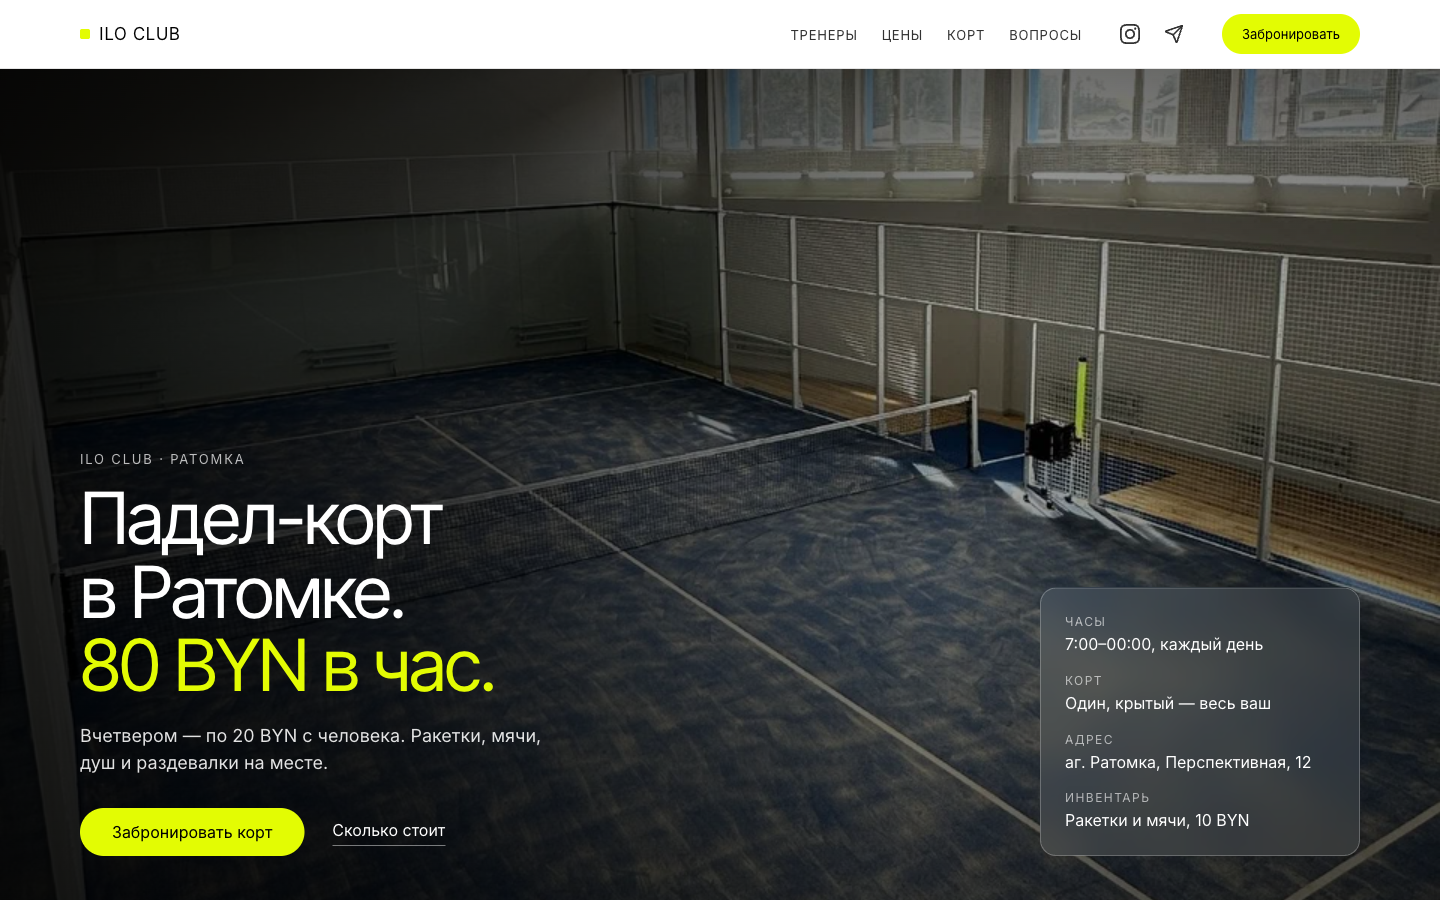 ILO CLUB
ТРЕНЕРЫ
ЦЕНЫ
КОРТ
ВОПРОСЫ
Забронировать
ILO CLUB · РАТОМКА
Падел-корт
в Ратомке.
80 BYN в час.
Вчетвером — по 20 BYN с человека. Ракетки, мячи,
душ и раздевалки на месте.
Забронировать корт
Сколько стоит
ЧАСЫ
7:00–00:00, каждый день
КОРТ
Один, крытый — весь ваш
АДРЕС
аг. Ратомка, Перспективная, 12
ИНВЕНТАРЬ
Ракетки и мячи, 10 BYN